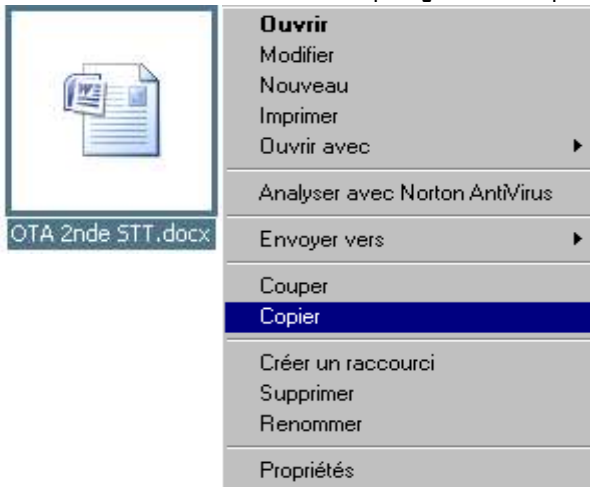 OTA 2nde STT.docx
Ouvrir
Modifier
Nouveau
Imprimer
Ouvrir avec
Analyser avec Norton AntiVirus
Envoyer vers
Couper
Copier
Créer un raccourci
Supprimer
Renommer
Propriétés